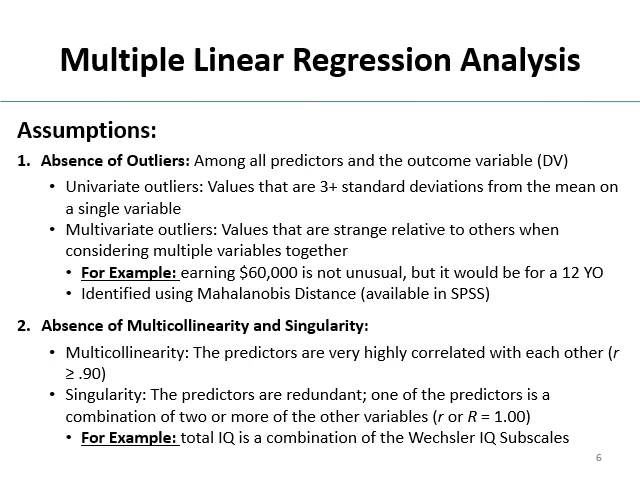 Multiple Linear Regression Analysis
Assumptions:
1. Absence of Outliers: Among all predictors and the outcome variable (DV)
• Univariate outliers: Values that are 3+ standard deviations from the mean on
a single variable
• Multivariate outliers: Values that are strange relative to others when
considering multiple variables together
• For Example: earning $60,000 is not unusual, but it would be for a 12 YO
• Identified using Mahalanobis Distance (available in SPSS)
2. Absence of Multicollinearity and Singularity:
• Multicollinearity: The predictors are very highly correlated with each other (r
≥ .90)
• Singularity: The predictors are redundant; one of the predictors is a
combination of two or more of the other variables (r or R = 1.00)
• For Example: total IQ is a combination of the Wechsler IQ Subscales
6